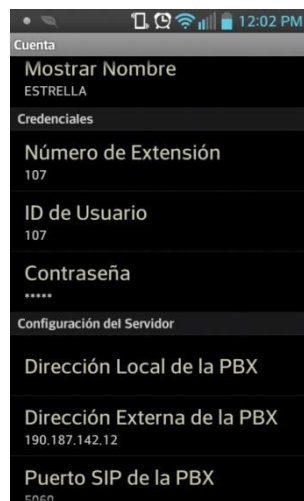 12:02 PM
Cuenta
Mostrar Nombre
ESTRELLA
Credenciales
Número de Extensión
107
ID de Usuario
107
Contraseña
*****
Configuración del Servidor
Dirección Local de la PBX
Dirección Externa de la PBX
190.187.142.12
Puerto SIP de la PBX
5060